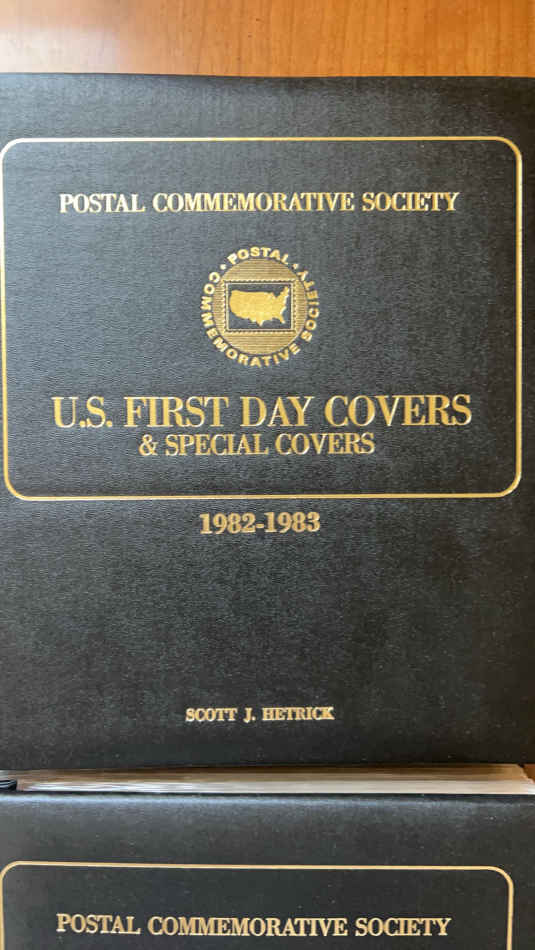 POSTAL COMMEMORATIVE SOCIETY
• POSTAL •
COMMEMORATIVE SOCIETY
U.S. FIRST DAY COVERS
& SPECIAL COVERS
1982-1983
SCOTT J. HETRICK
POSTAL COMMEMORATIVE SOCIETY